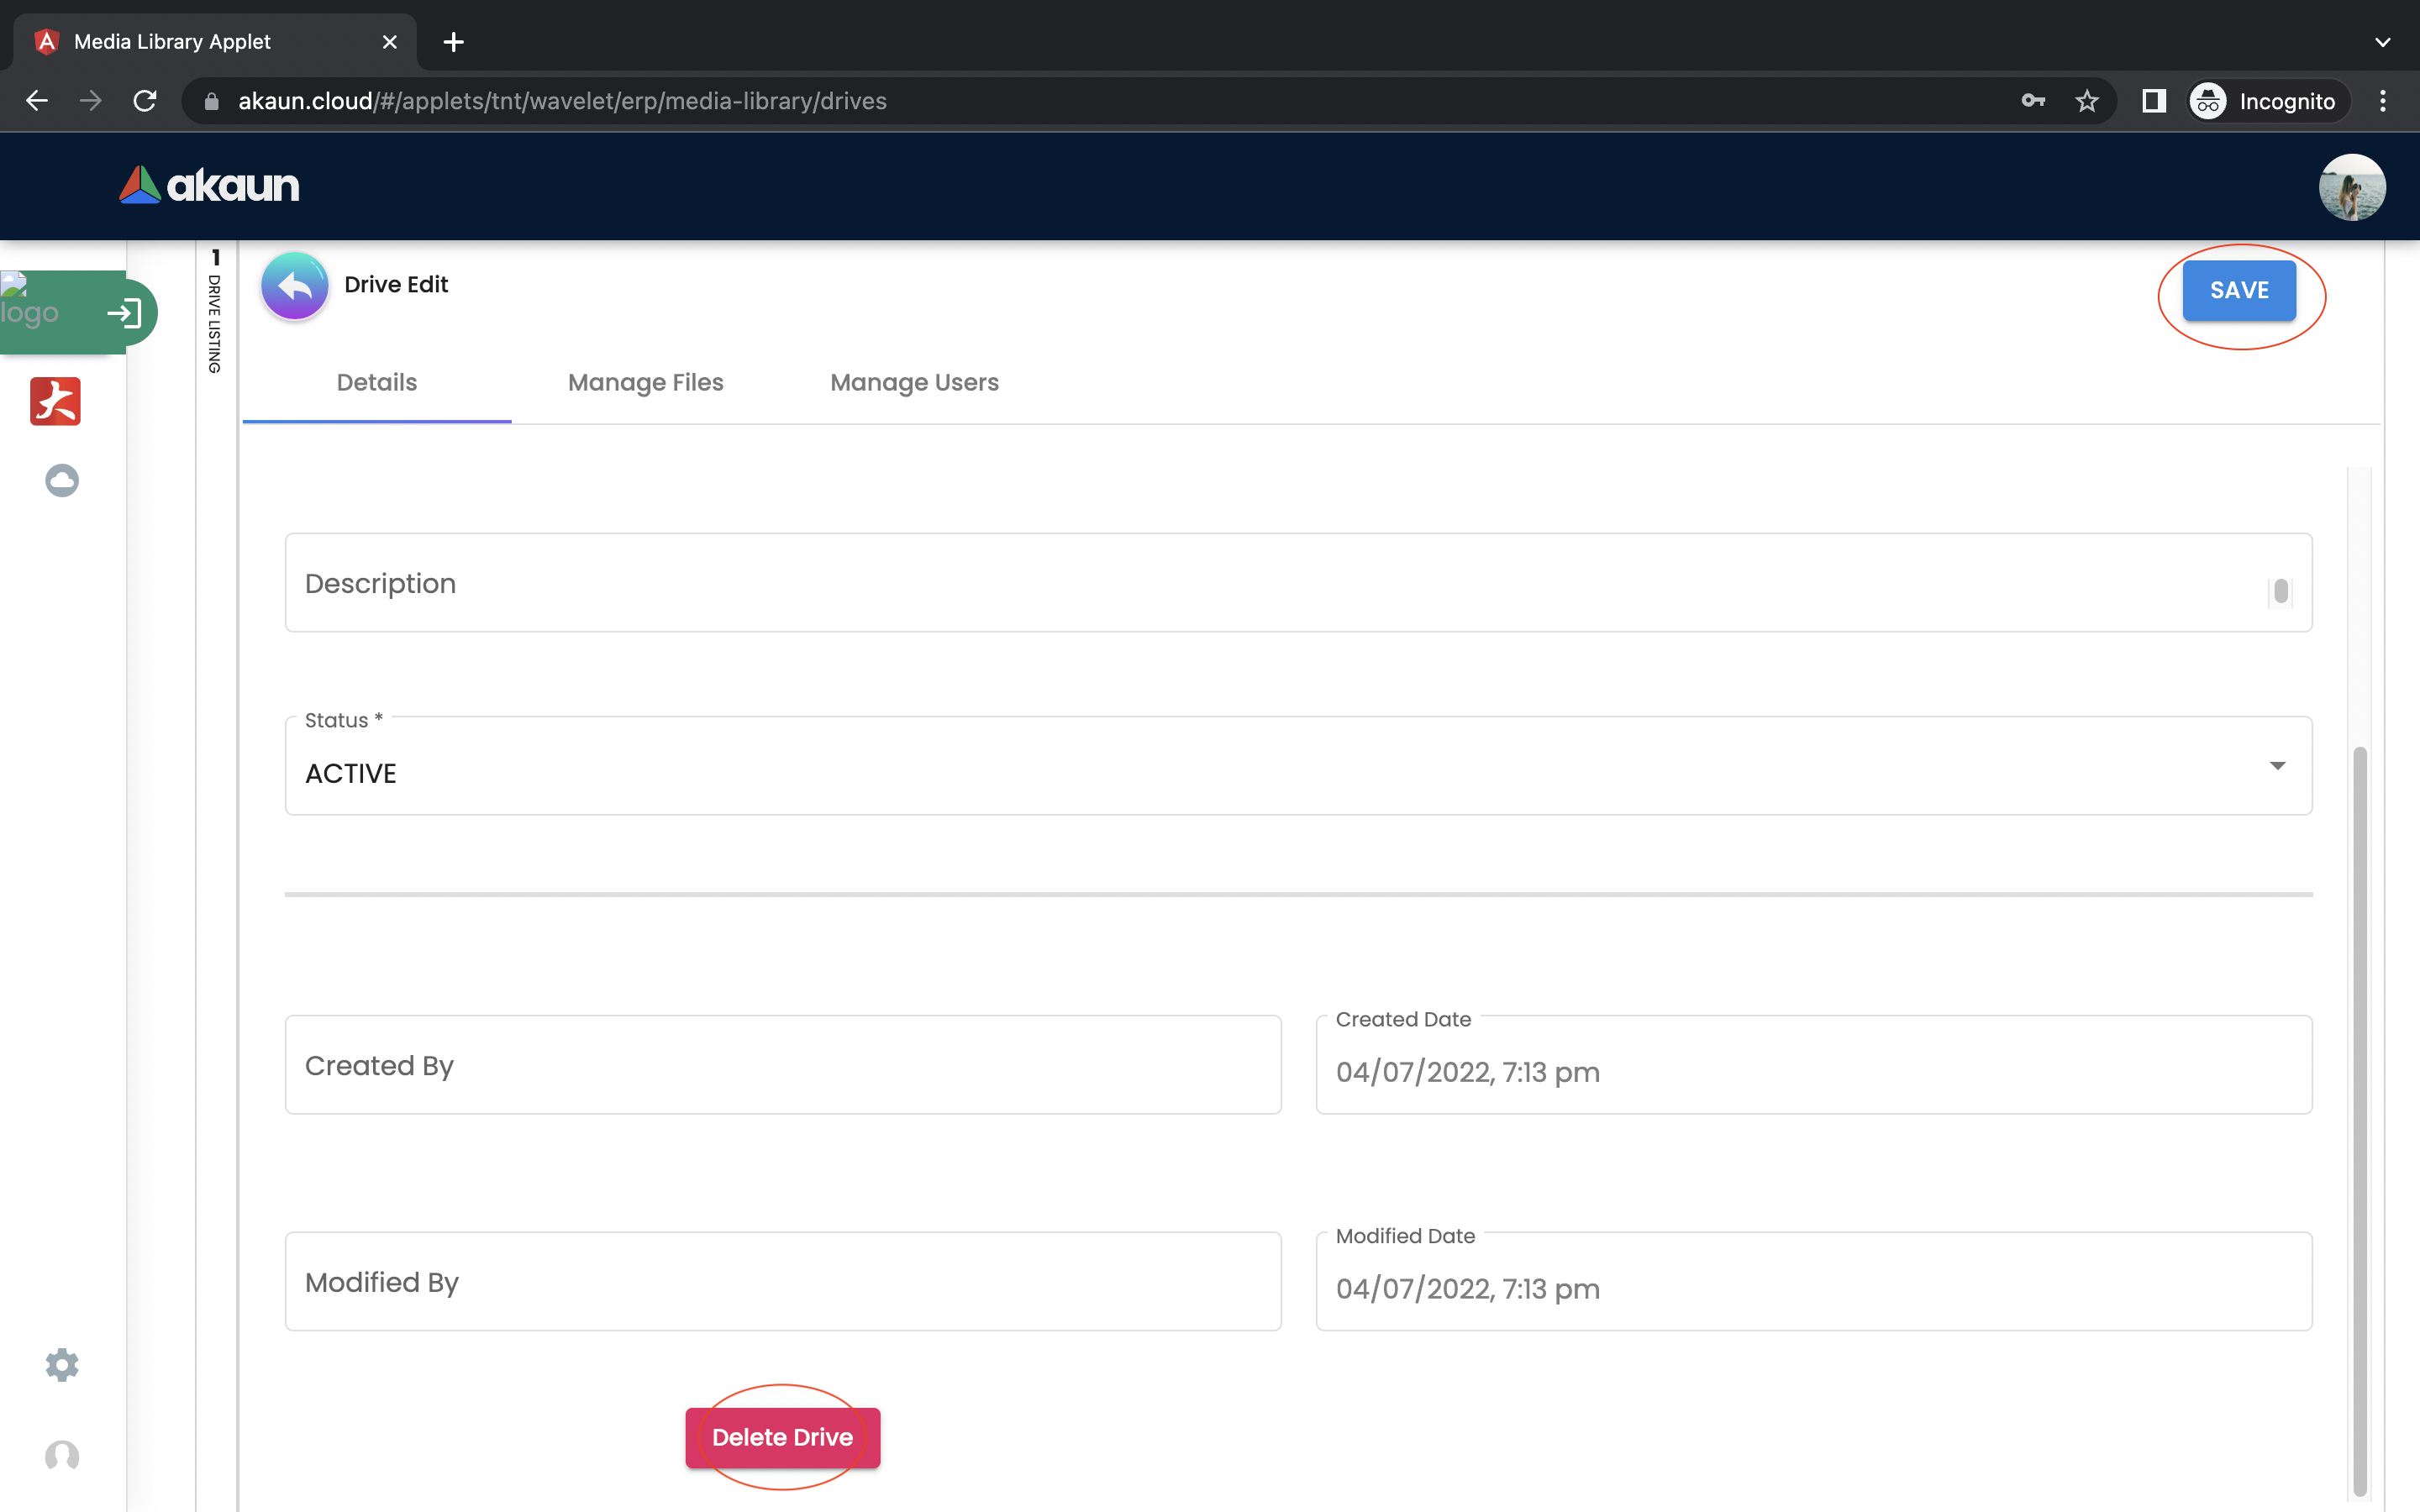 Media Library Applet
akaun.cloud/#/applets/tnt/wavelet/erp/media-library/drives
Incognito
akaun
logo
1
DRIVE LISTING
Drive Edit
SAVE
Details
Manage Files
Manage Users
Description
Status *
ACTIVE
Created By
Created Date
04/07/2022, 7:13 pm
Modified By
Modified Date
04/07/2022, 7:13 pm
Delete Drive